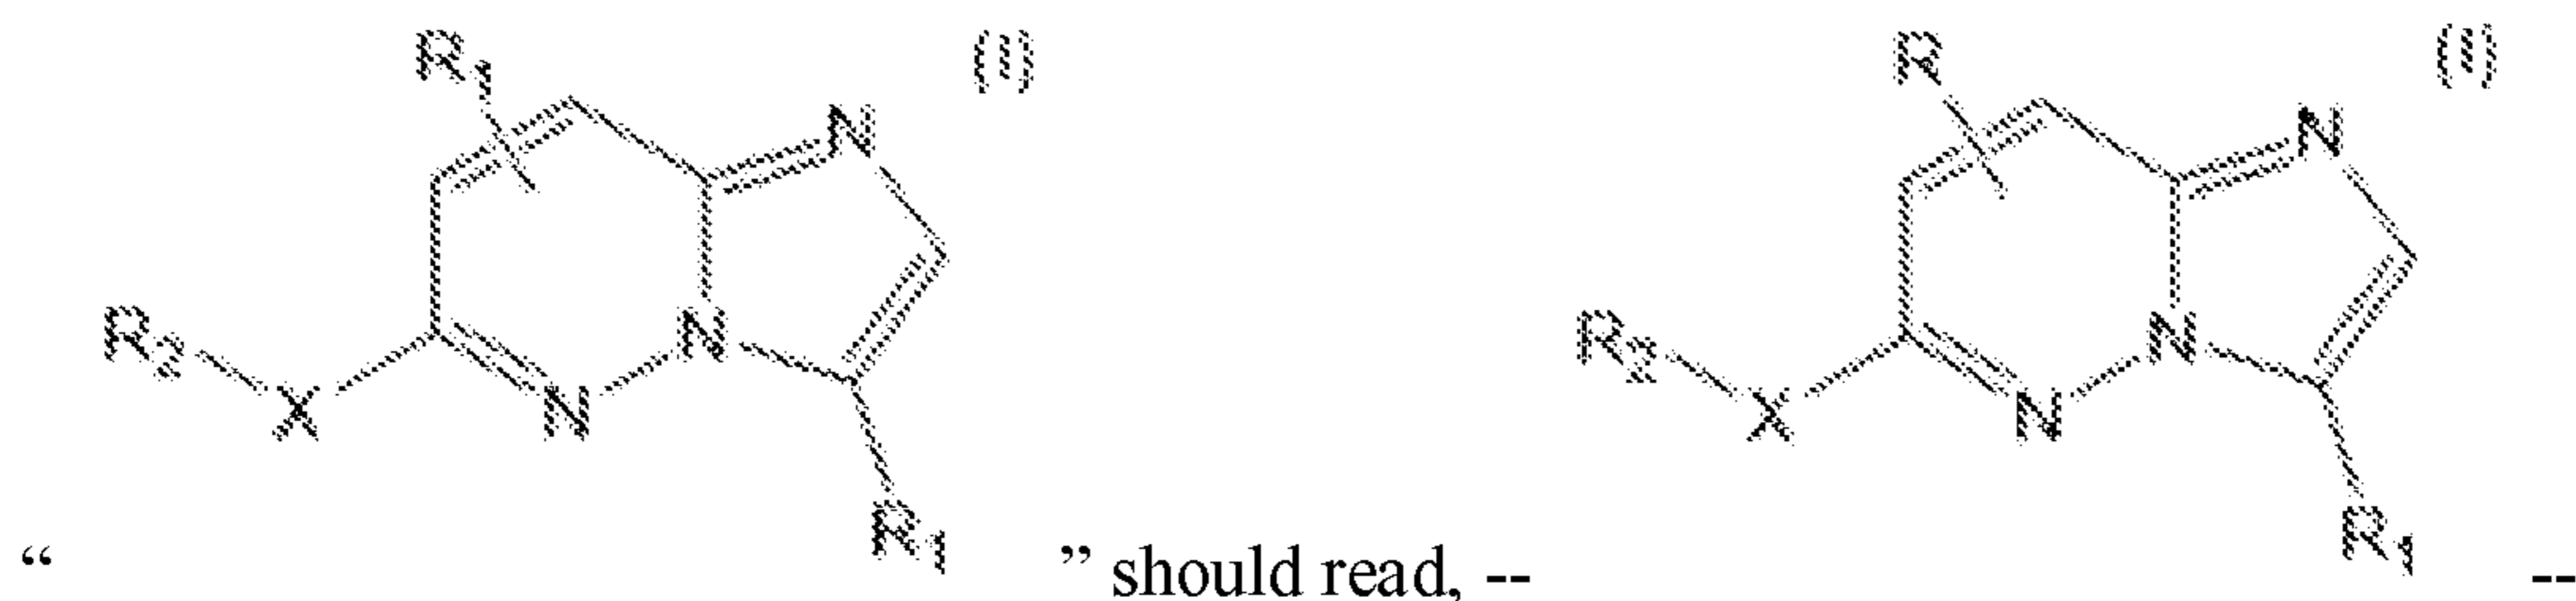 R1 (I) R (I)
N N
R2 N R2 N
X N X N
R1 R1
“ ” should read, -- --